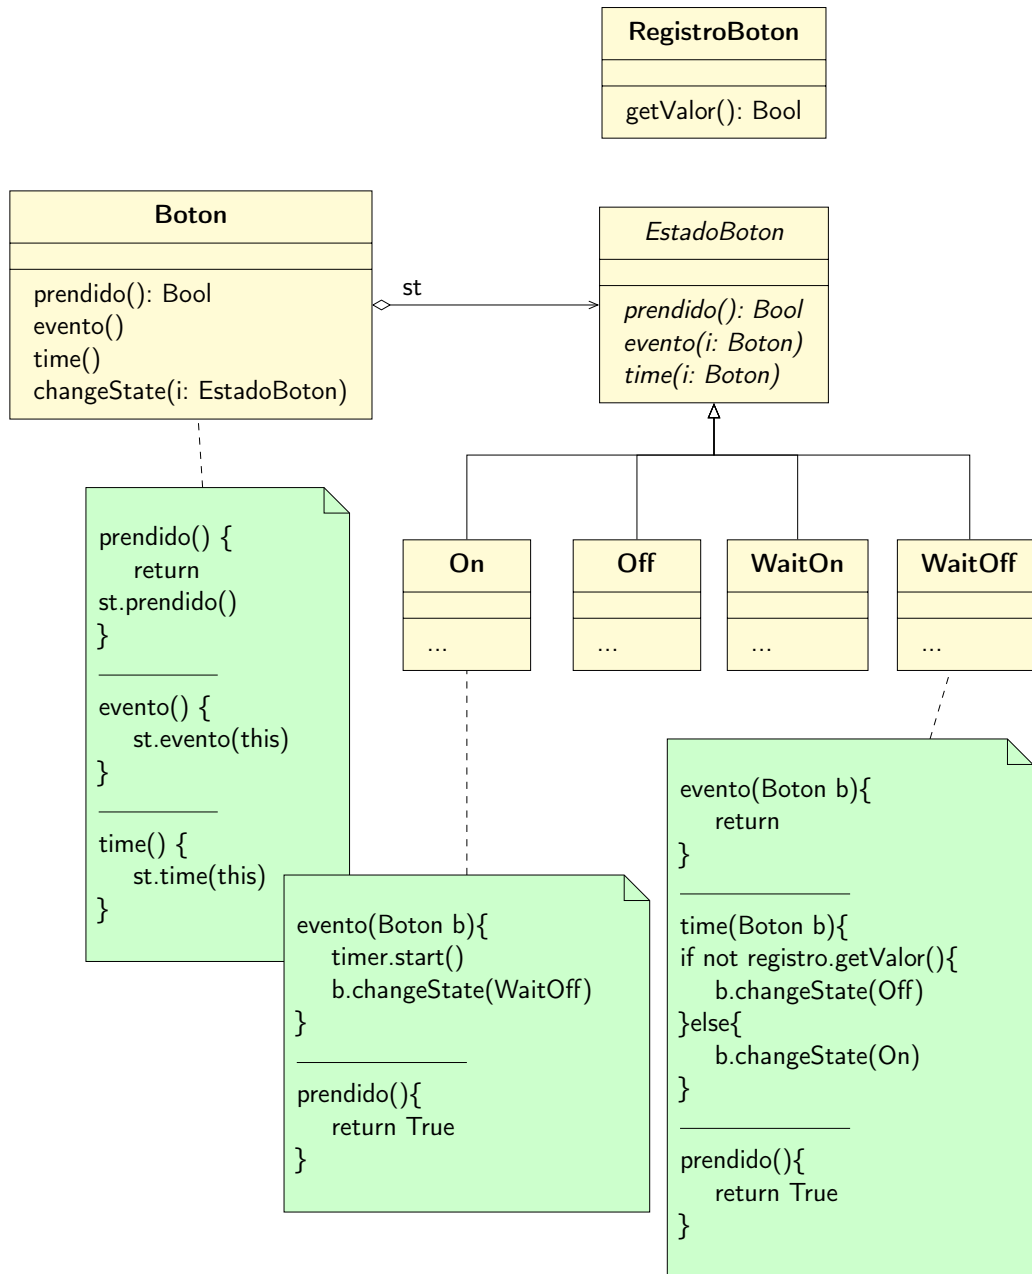 RegistroBoton
getValor(): Bool
Boton
prendido(): Bool
evento()
time()
changeState(i: EstadoBoton)
st
EstadoBoton
prendido(): Bool
evento(i: Boton)
time(i: Boton)
On
...
Off
...
WaitOn
...
WaitOff
...
prendido() {
return
st.prendido()
}
evento() {
st.evento(this)
}
time() {
st.time(this)
}
evento(Boton b){
timer.start()
b.changeState(WaitOff)
}
prendido(){
return True
}
evento(Boton b){
return
}
time(Boton b){
if not registro.getValor(){
b.changeState(Off)
}else{
b.changeState(On)
}
prendido(){
return True
}